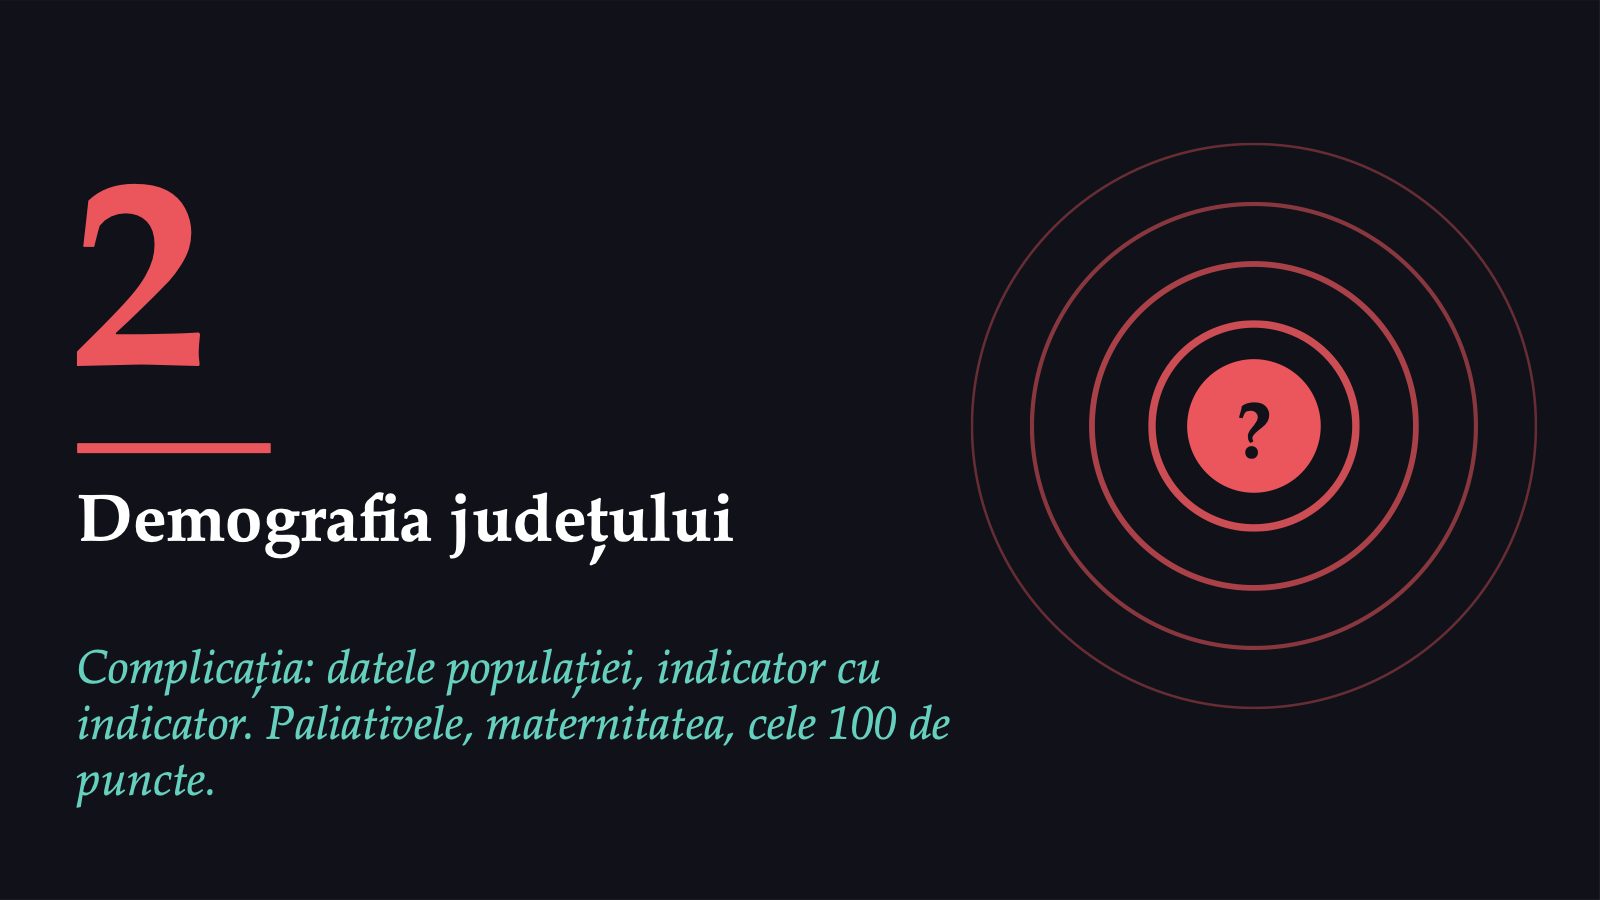 2
Demografia județului
Complicația: datele populației, indicator cu
indicator. Paliativele, maternitatea, cele 100 de
puncte.
?